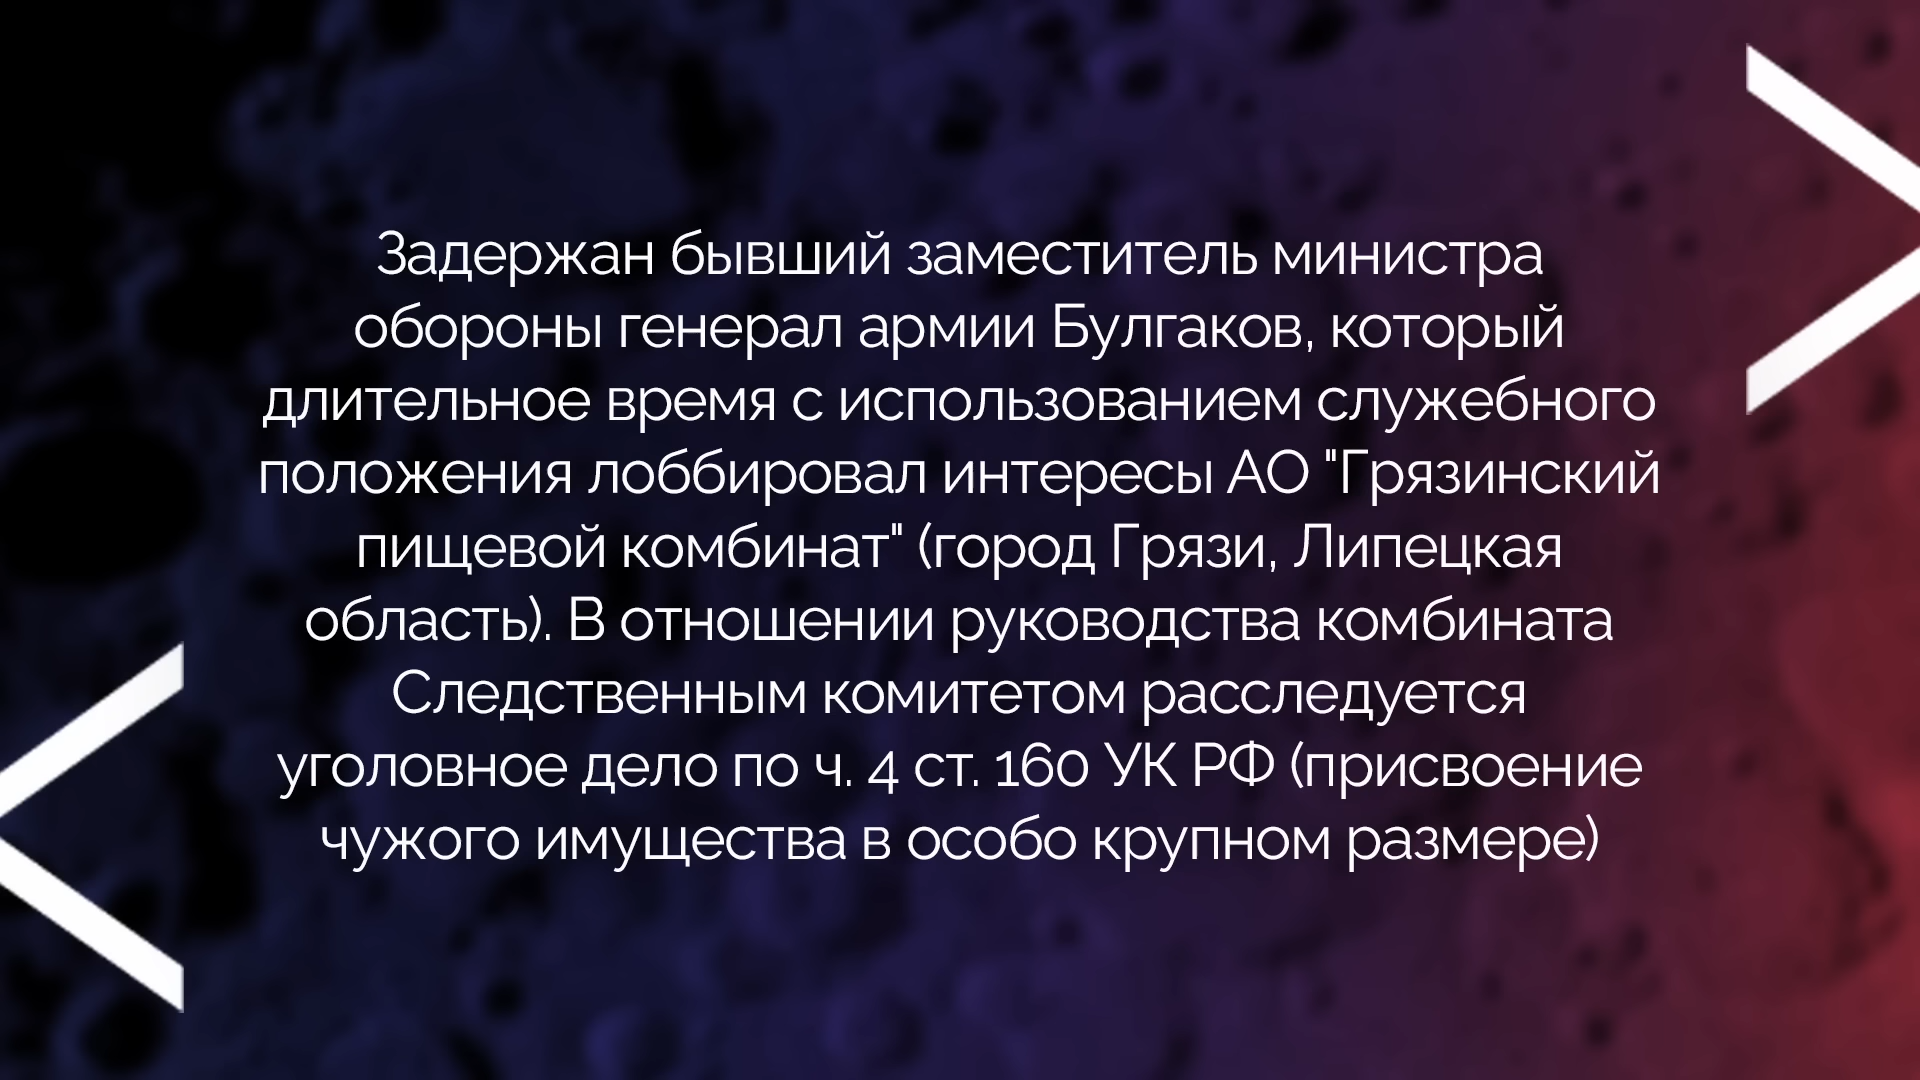 Задержан бывший заместитель министра
обороны генерал армии Булгаков, который
длительное время с использованием служебного
положения лоббировал интересы АО "Грязинский
пищевой комбинат" (город Грязи, Липецкая
область). В отношении руководства комбината
Следственным комитетом расследуется
уголовное дело по ч. 4 ст. 160 УК РФ (присвоение
чужого имущества в особо крупном размере)